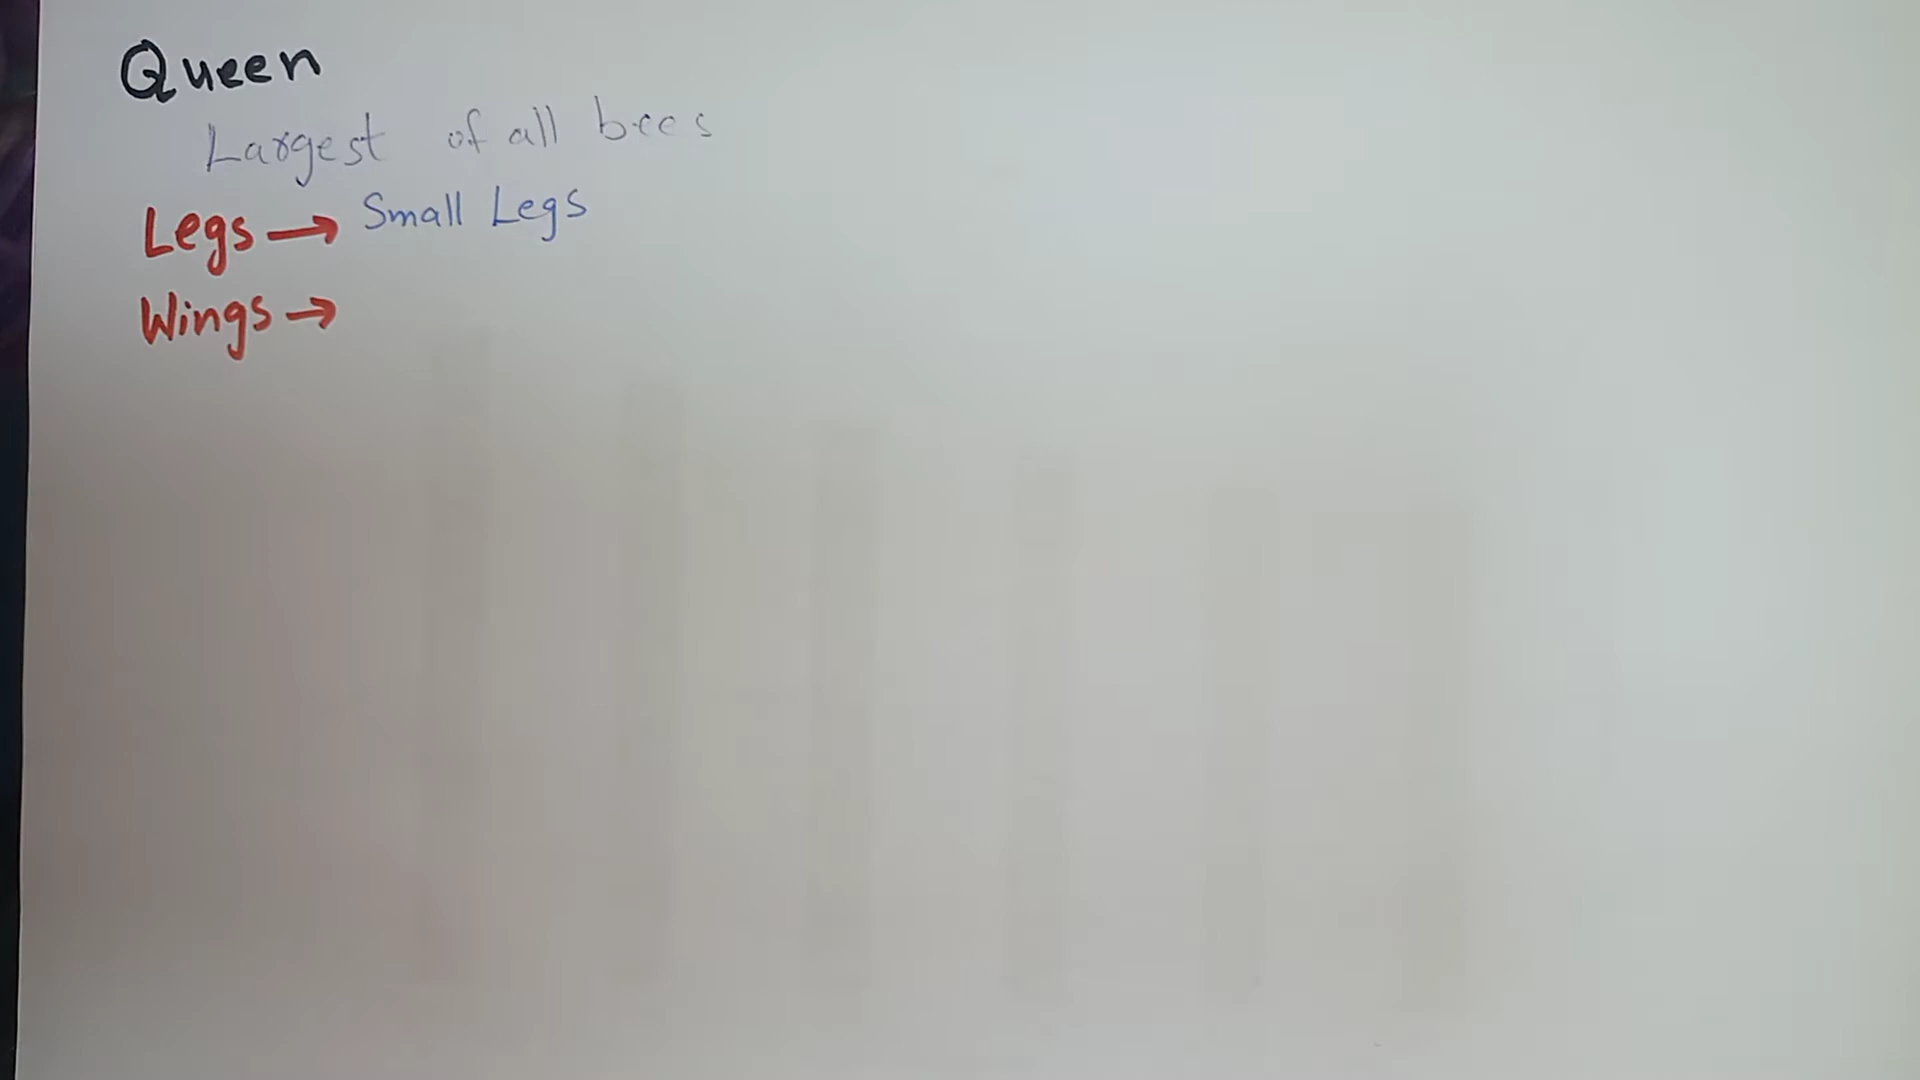 Queen
Largest of all bees
Legs → Small Legs
Wings →